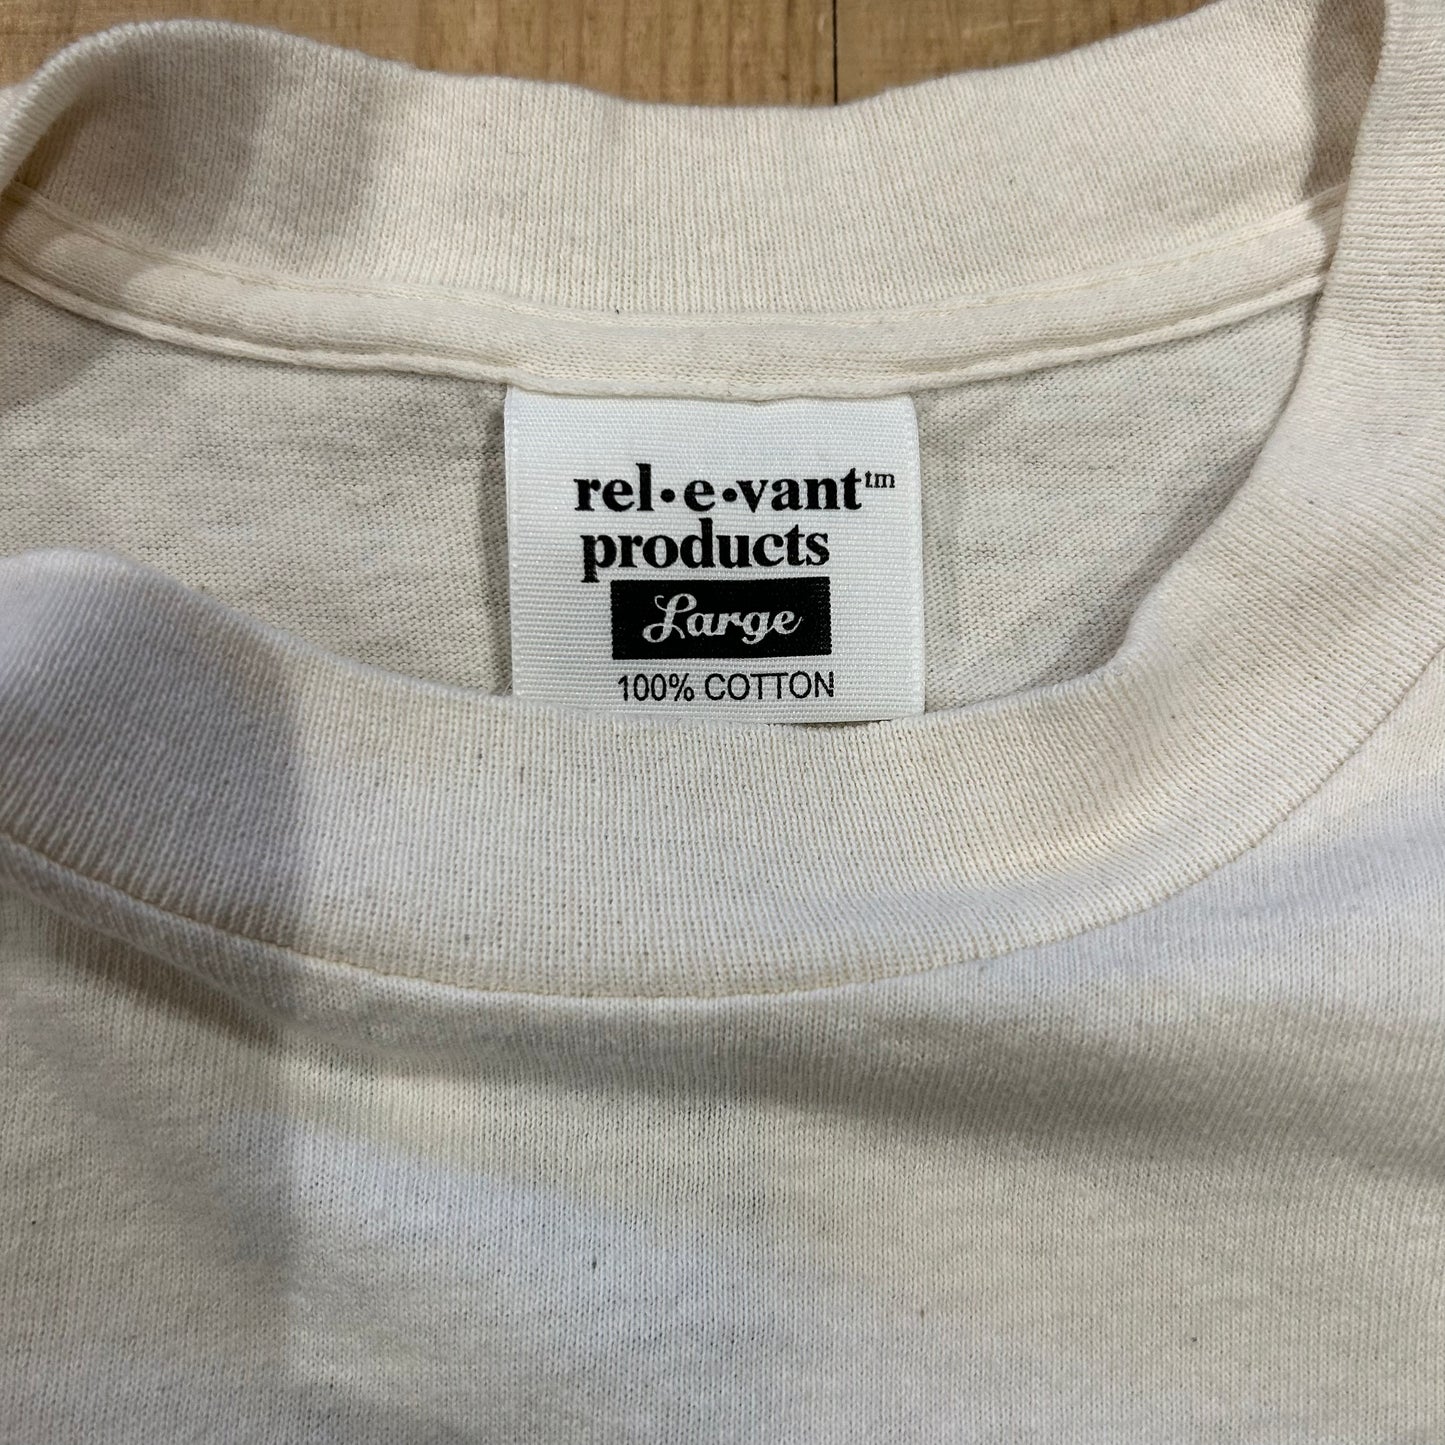 rel•e•vant™
products
Large
100% COTTON